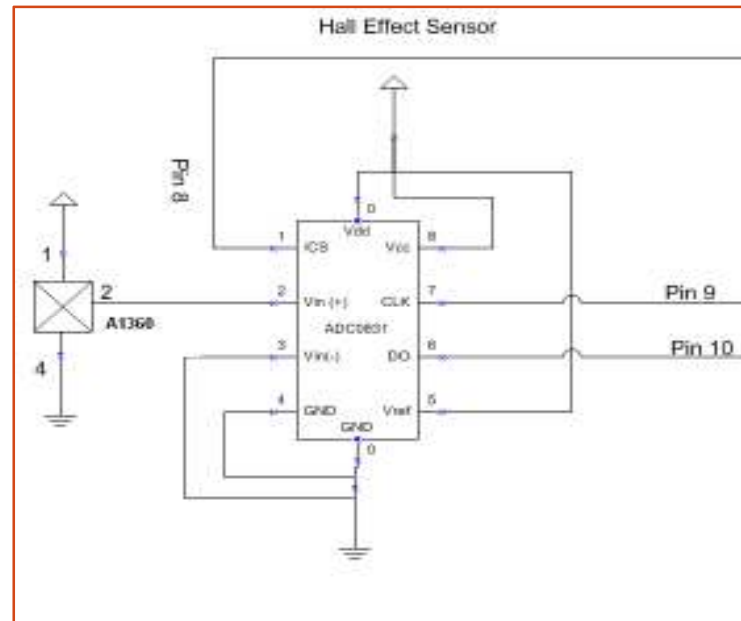 Hall Effect Sensor
Pin 8
0
Vdd
1
1
ICS
Vcc
8
2
2
Vin (+)
CLK
7
Pin 9
A1360
ADC0831
3
Vin(-)
DO
6
Pin 10
4
4
GND
Vref
5
GND
0